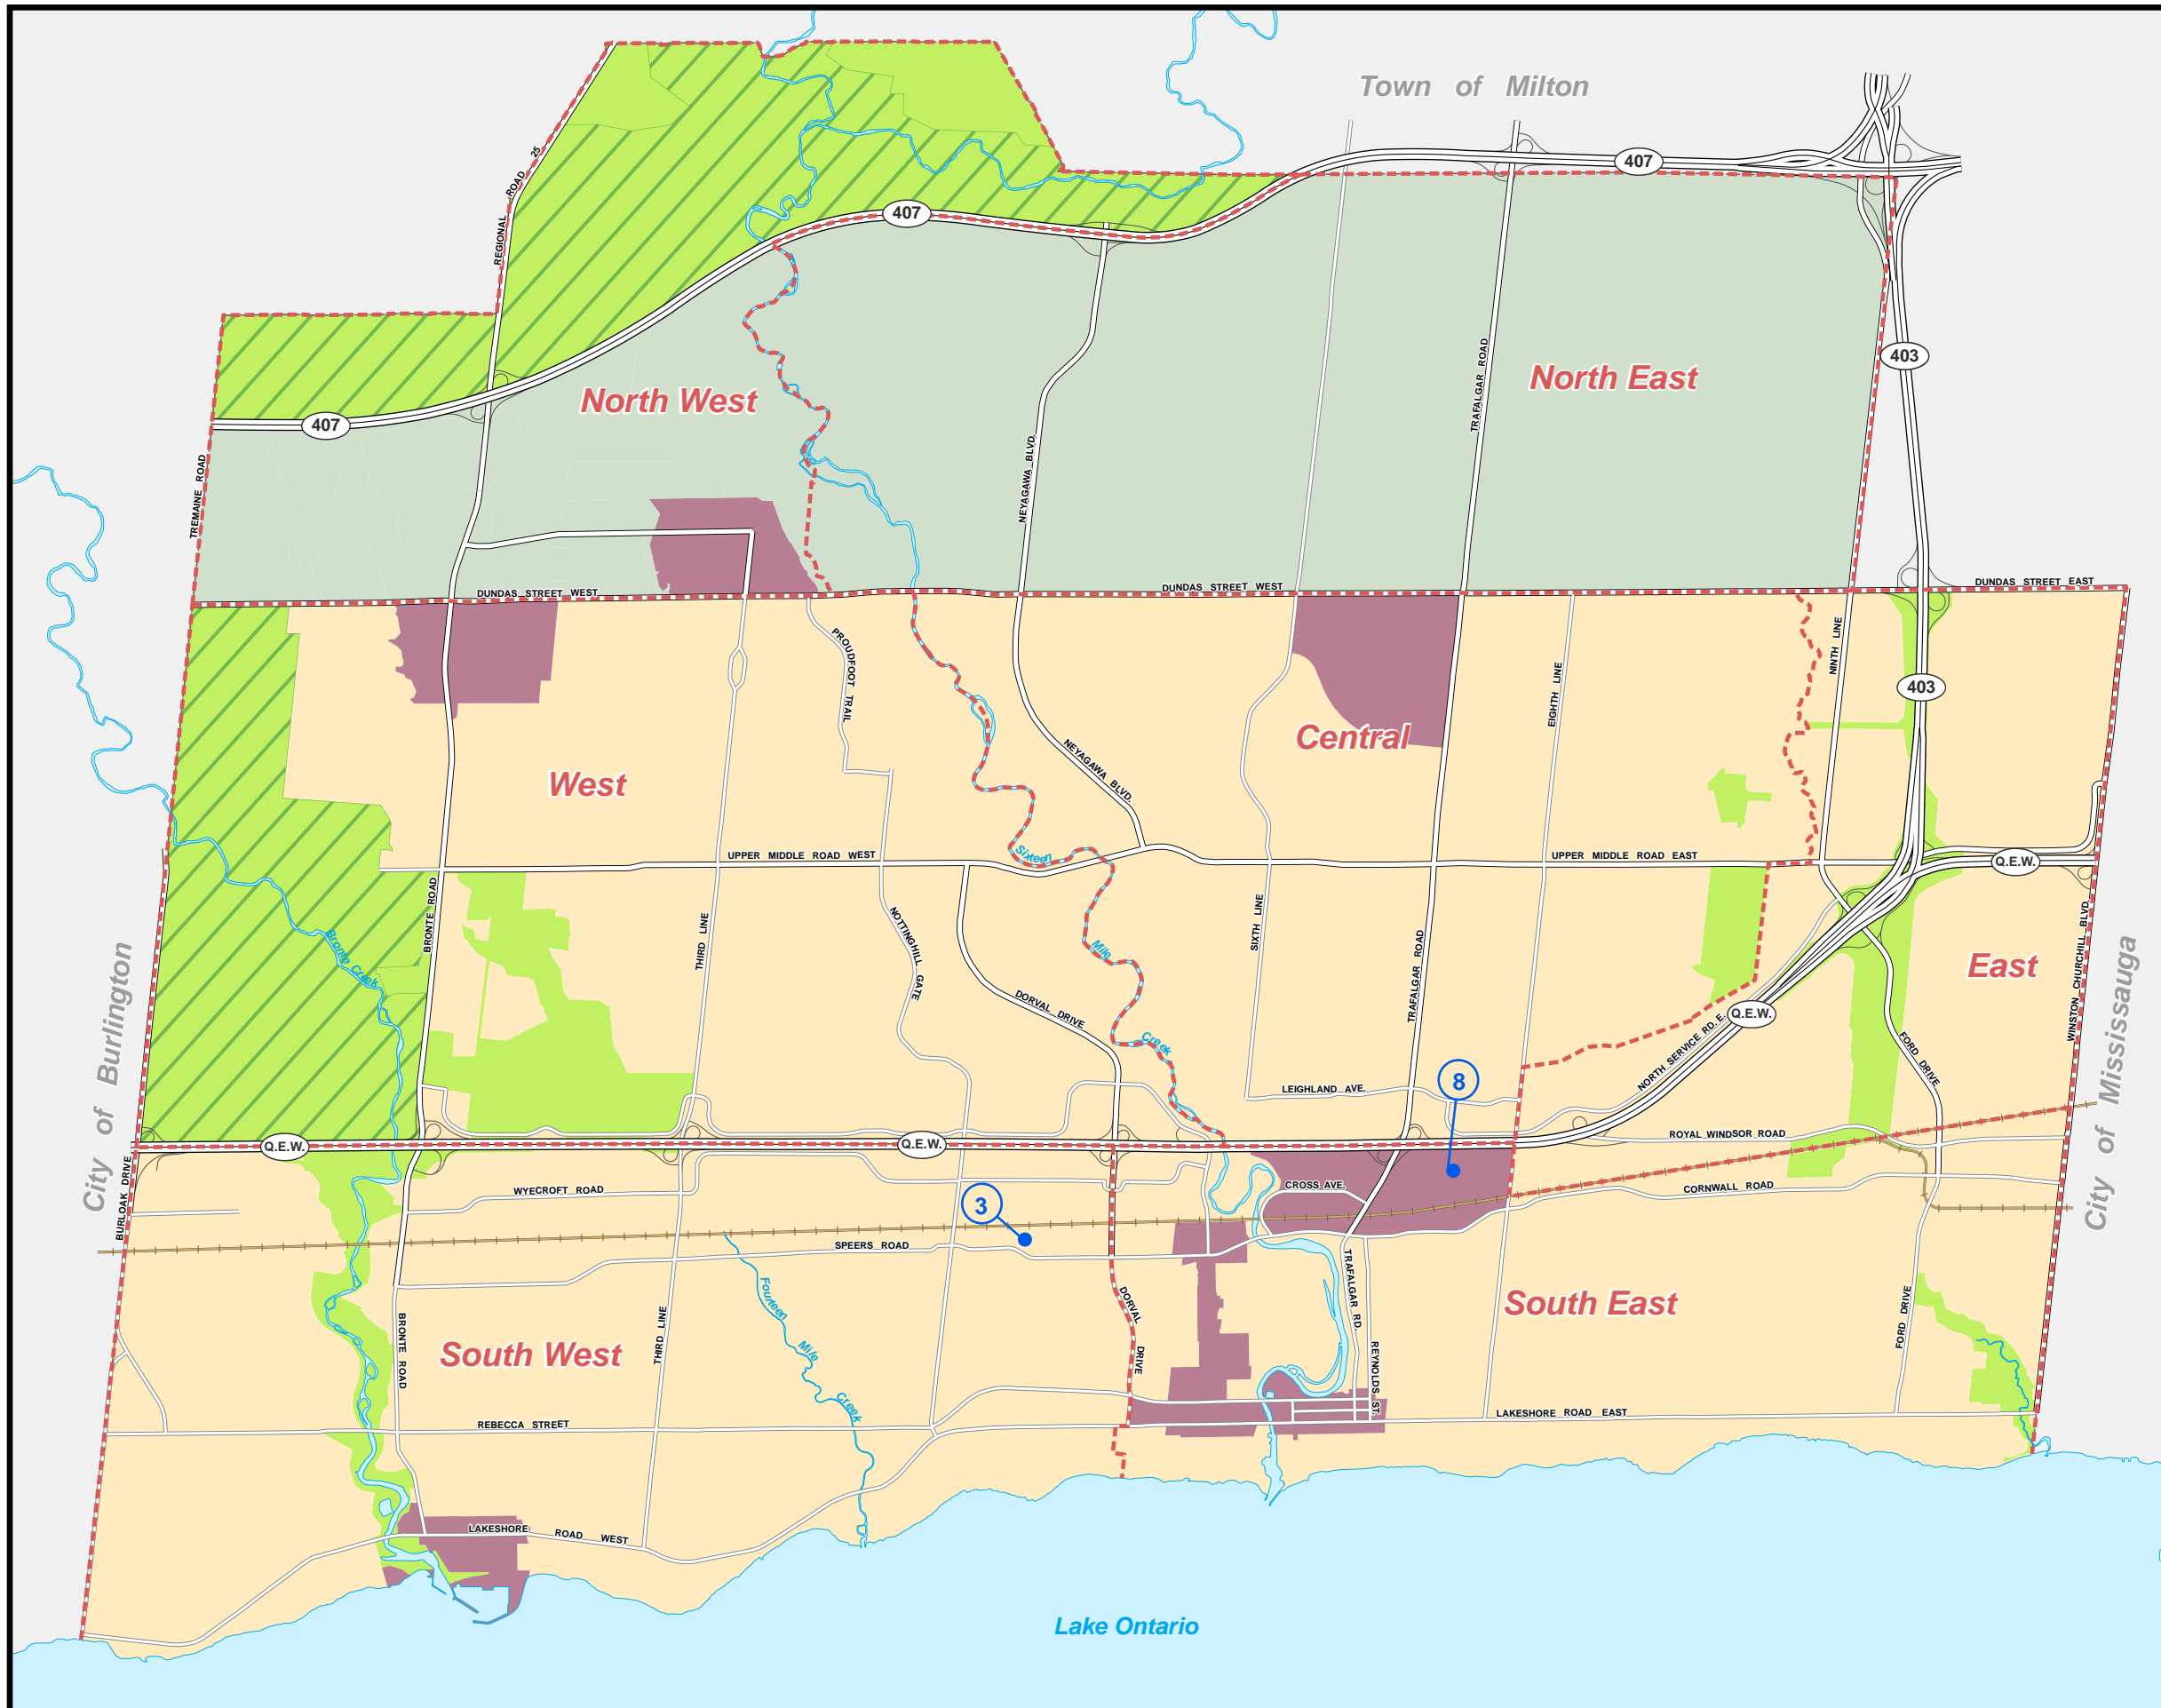 Town of Milton
407
REGIONAL ROAD 25
407
403
North East
North West
TRAFALGAR ROAD
407
NEYAGAWA BLVD.
TREMAINE ROAD
DUNDAS STREET EAST
DUNDAS STREET WEST
DUNDAS STREET WEST
PROUDFOOT TRAIL
NINTH LINE
EIGHTH LINE
403
Central
West
NEYAGAWA BLVD.
UPPER MIDDLE ROAD WEST
Sixteen
UPPER MIDDLE ROAD EAST
Q.E.W.
BRONTE ROAD
THIRD LINE
NOTTINGHILL GATE
SIXTH LINE
Mile
TRAFALGAR ROAD
WINSTON CHURCHILL BLVD.
East
Bronte Creek
City of Burlington
City of Mississauga
DORVAL DRIVE
Creek
Q.E.W.
NORTH SERVICE RD. E.
FORD DRIVE
8
LEIGHLAND AVE.
Q.E.W.
Q.E.W.
ROYAL WINDSOR ROAD
BURLOAK DRIVE
WYECROFT ROAD
CROSS AVE.
CORNWALL ROAD
3
SPEERS ROAD
TRAFALGAR RD.
Fourteen
Mile
Creek
DORVAL DRIVE
South East
FORD DRIVE
BRONTE ROAD
THIRD LINE
South West
REYNOLDS ST.
REBECCA STREET
LAKESHORE ROAD EAST
LAKESHORE ROAD WEST
Lake Ontario